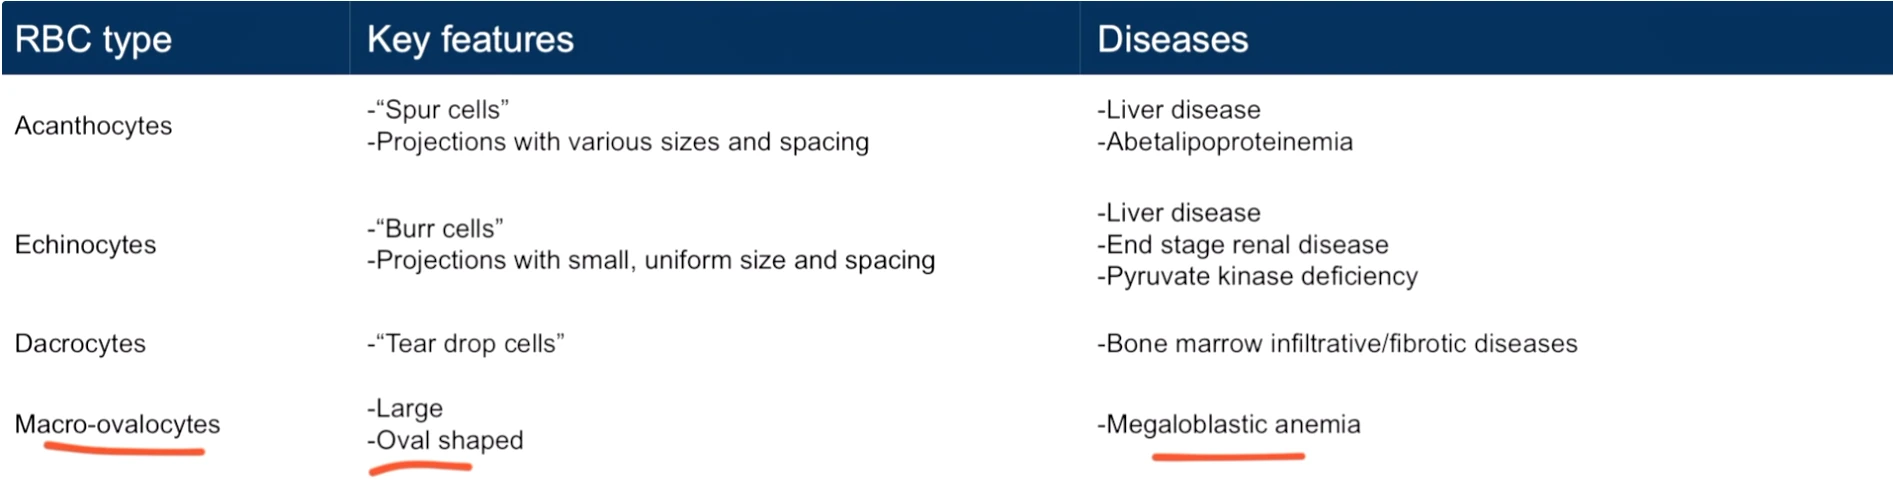 RBC type Key features Diseases
Acanthocytes
-“Spur cells”
-Projections with various sizes and spacing
-Liver disease
-Abetalipoproteinemia
Echinocytes
-“Burr cells”
-Projections with small, uniform size and spacing
-Liver disease
-End stage renal disease
-Pyruvate kinase deficiency
Dacrocytes
-“Tear drop cells”
-Bone marrow infiltrative/fibrotic diseases
Macro-ovalocytes
-Large
-Oval shaped
-Megaloblastic anemia